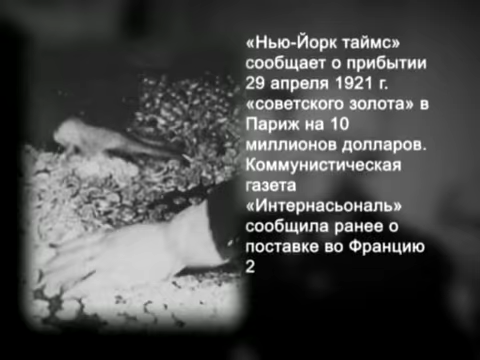 «Нью-Йорк таймс»
сообщает о прибытии
29 апреля 1921 г.
«советского золота» в
Париж на 10
миллионов долларов.
Коммунистическая
газета
«Интернасьональ»
сообщила ранее о
поставке во Францию
2